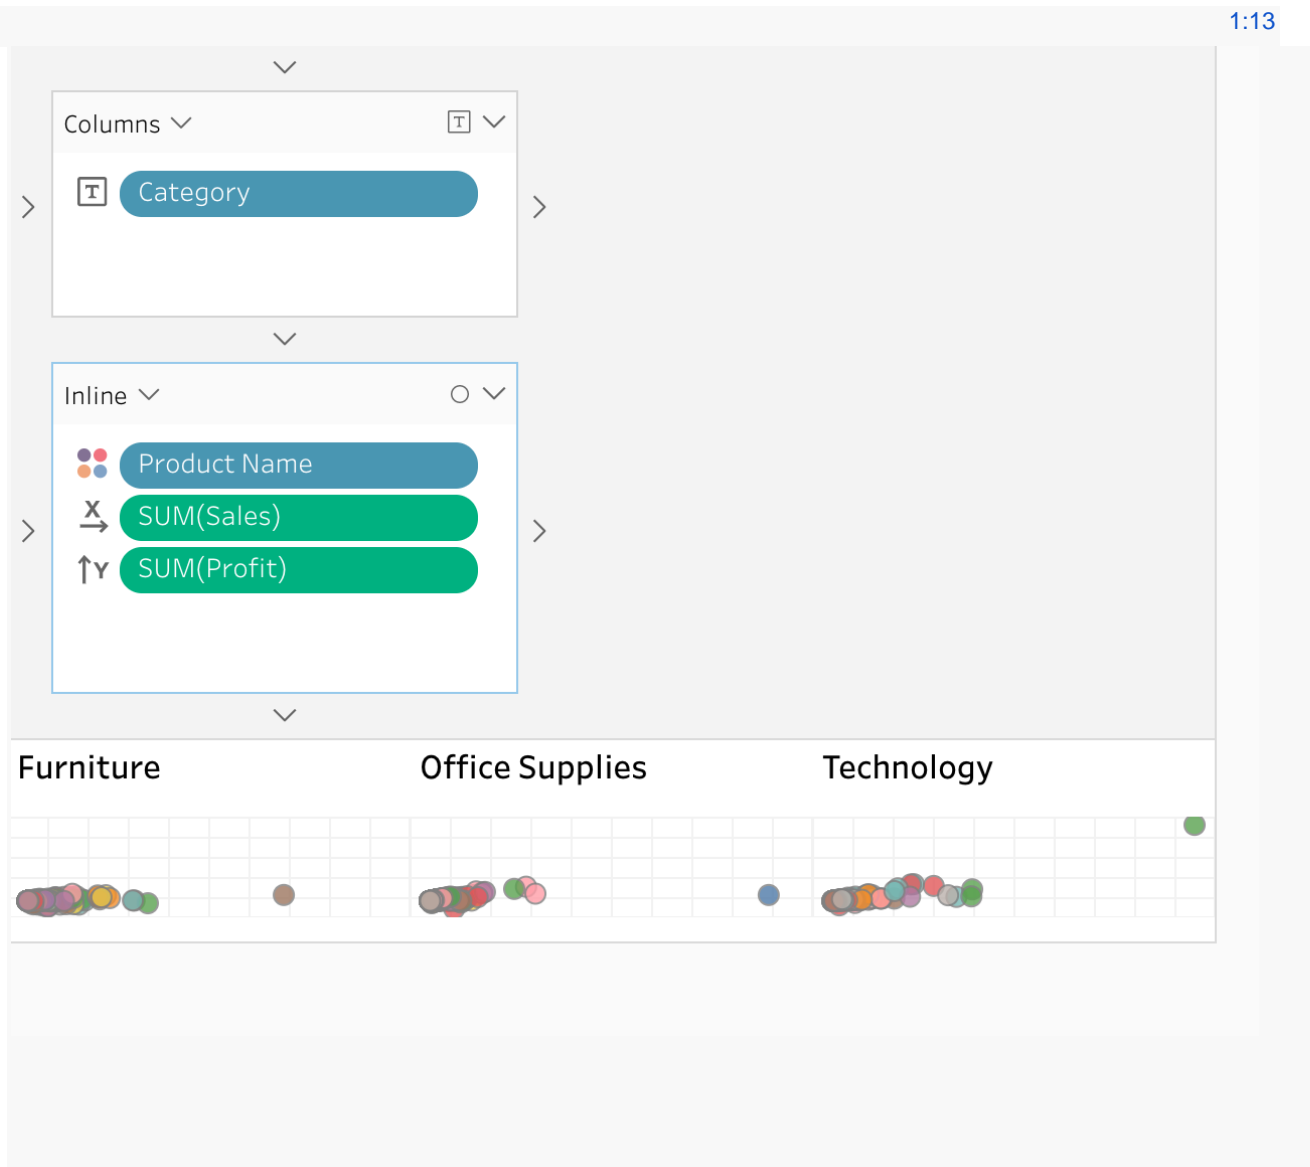 1:13
Columns
T
T Category
Inline
Product Name
X SUM(Sales)
Y SUM(Profit)
Furniture Office Supplies Technology